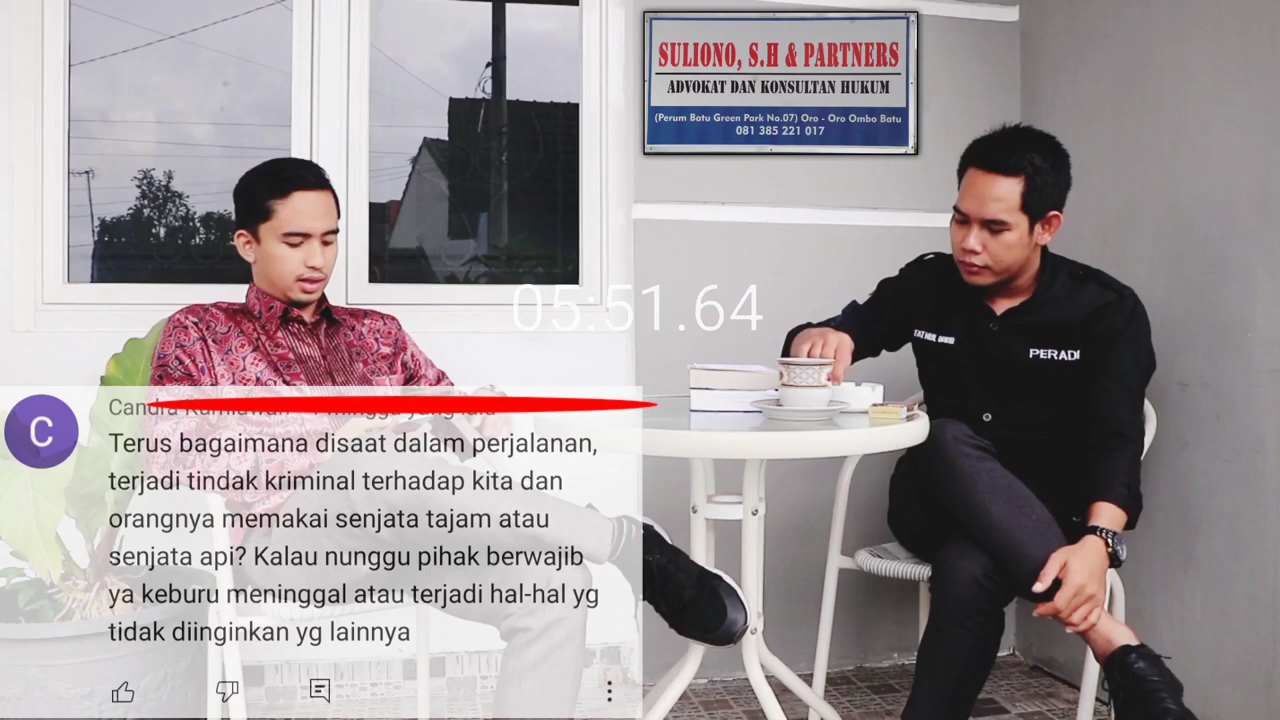 SULIONO, S.H & PARTNERS
ADVOKAT DAN KONSULTAN HUKUM
(Perum Batu Green Park No.07) Oro - Oro Ombo Batu
081 385 221 017
05:51.64
PERADI
C
Terus bagaimana disaat dalam perjalanan,
terjadi tindak kriminal terhadap kita dan
orangnya memakai senjata tajam atau
senjata api? Kalau nunggu pihak berwajib
ya keburu meninggal atau terjadi hal-hal yg
tidak diinginkan yg lainnya